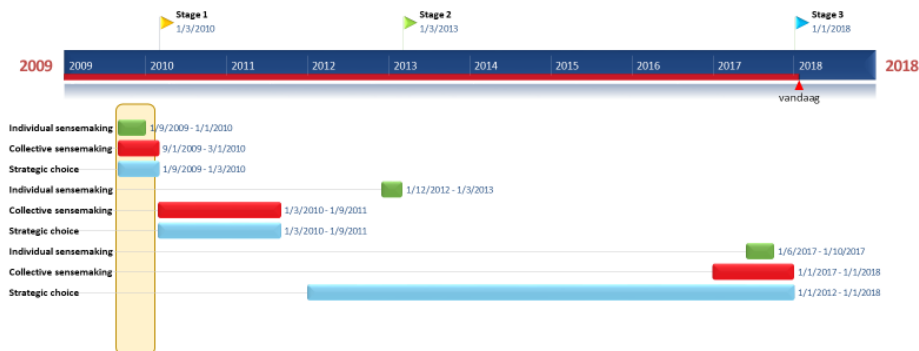 Stage 1
1/3/2010
Stage 2
1/3/2013
Stage 3
1/1/2018
2009 2009 2010 2011 2012 2013 2014 2015 2016 2017 2018 2018
vandaag
Individual sensemaking 1/9/2009 - 1/1/2010
Collective sensemaking 9/1/2009 - 3/1/2010
Strategic choice 1/9/2009 - 1/3/2010
Individual sensemaking 1/12/2012 - 1/3/2013
Collective sensemaking 1/3/2010 - 1/9/2011
Strategic choice 1/3/2010 - 1/9/2011
Individual sensemaking 1/6/2017 - 1/10/2017
Collective sensemaking 1/1/2017 - 1/1/2018
Strategic choice 1/1/2012 - 1/1/2018